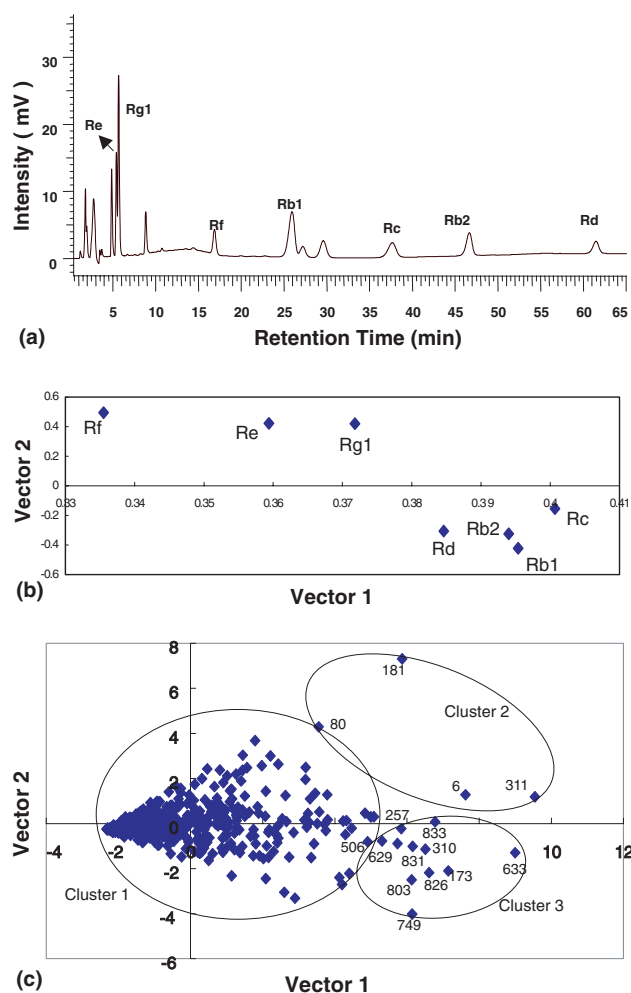 30
20
10
0
Intensity ( mV )
Re
Rg1
Rf
Rb1
Rc
Rb2
Rd
5 10 15 20 25 30 35 40 45 50 55 60 65
(a) Retention Time (min)
0.6
0.4
0.2
0
-0.2
-0.4
-0.6
Vector 2
Rf
Re
Rg1
0.33 0.34 0.35 0.36 0.37 0.38 0.39 0.4 0.41
Rc
Rb2
Rd
Rb1
(b) Vector 1
8
6
4
2
0
-2
-4
-6
Vector 2
181
Cluster 2
80
6
311
257
833
-4 -2 0 10 12
506
629
831
310
633
Cluster 1
803
826
173
Cluster 3
749
(c) Vector 1